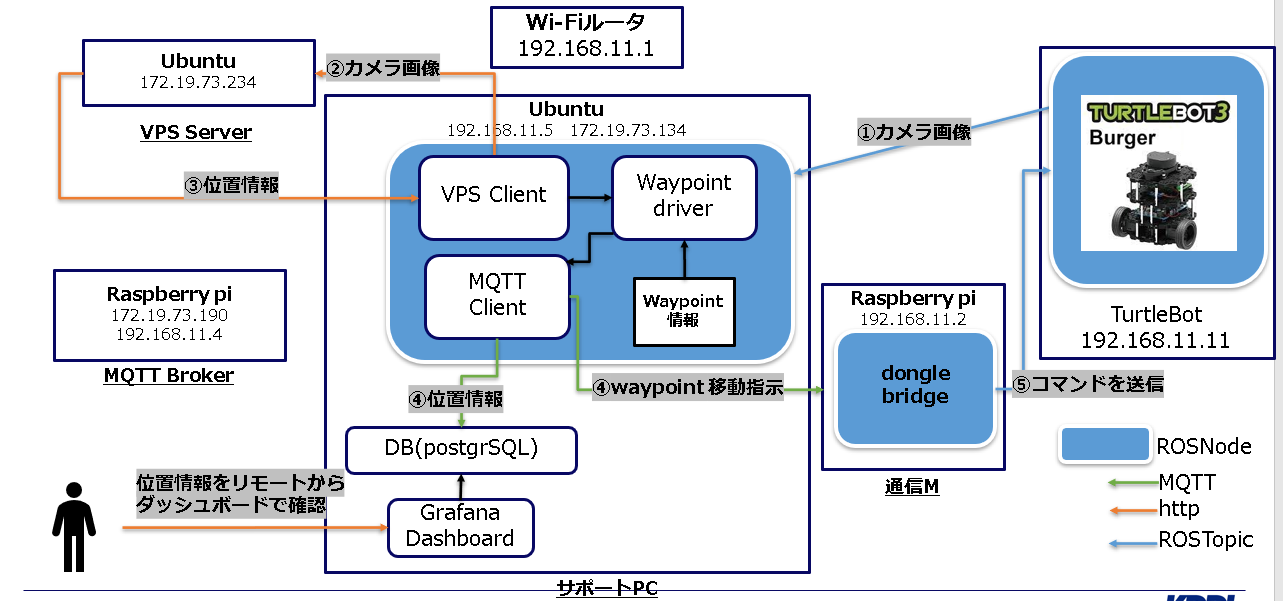 Wi-Fiルータ
192.168.11.1
Ubuntu
172.19.73.234
VPS Server
②カメラ画像
③位置情報
Ubuntu
192.168.11.5 172.19.73.134
VPS Client
Waypoint
driver
MQTT
Client
Waypoint
情報
①カメラ画像
TURTLEBOT3
Burger
TurtleBot
192.168.11.11
Raspberry pi
172.19.73.190
192.168.11.4
MQTT Broker
Raspberry pi
192.168.11.2
dongle
bridge
通信M
④位置情報
④waypoint 移動指示
⑤コマンドを送信
DB(postgrSQL)
位置情報をリモートから
ダッシュボードで確認
Grafana
Dashboard
サポートPC
ROSNode
MQTT
http
ROSTopic